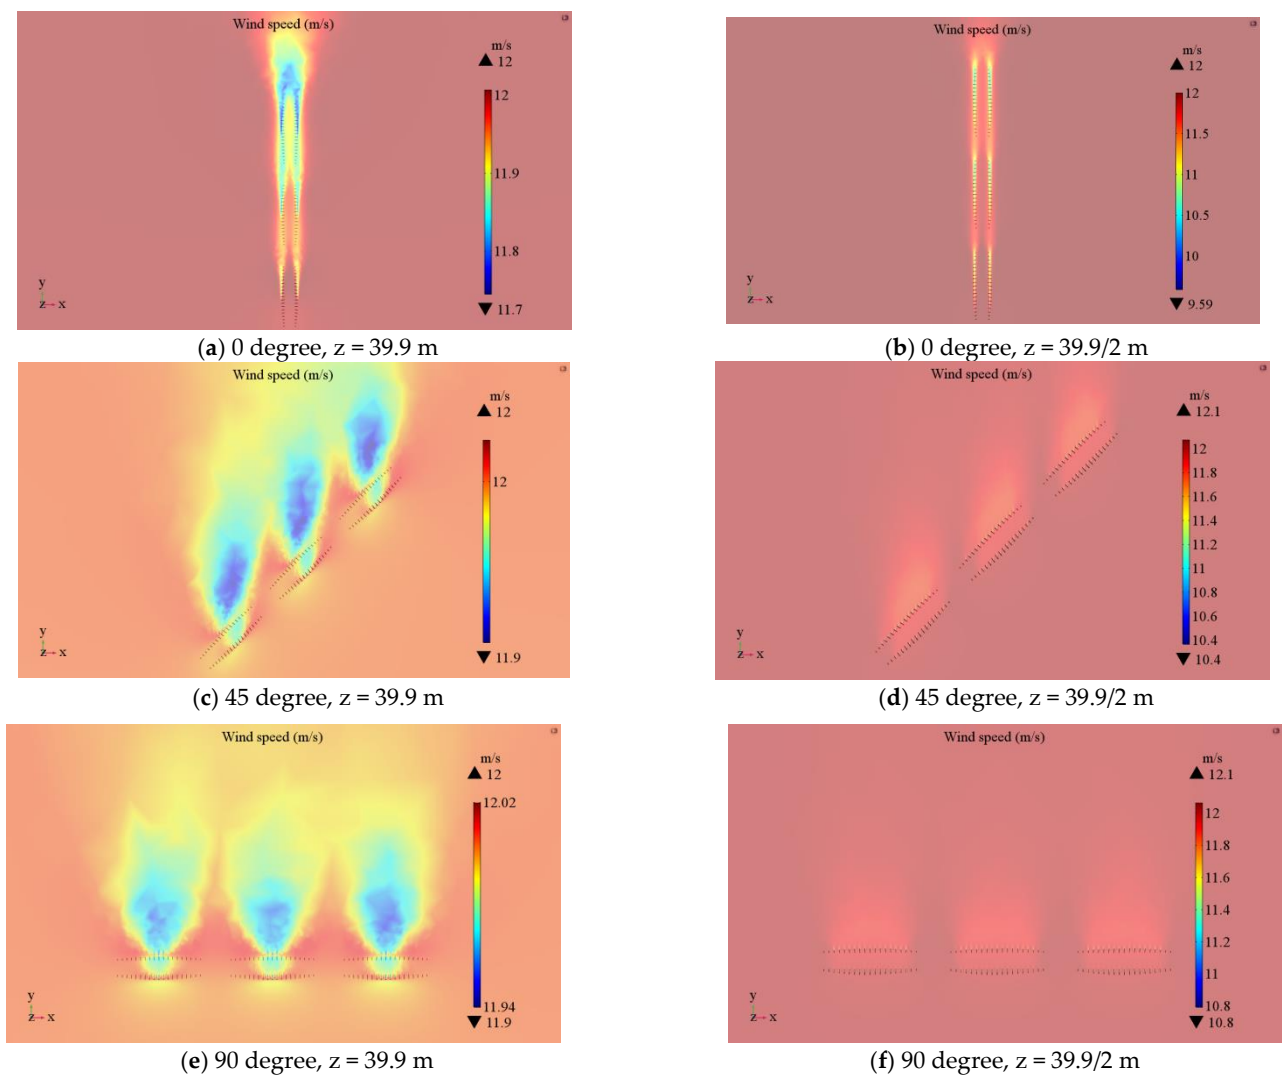 Wind speed (m/s)
m/s
▲ 12
12
11.9
11.8
▼ 11.7
y
z x
(a) 0 degree, z = 39.9 m
Wind speed (m/s)
m/s
▲ 12
12
11.5
11
10.5
10
▼ 9.59
y
z x
(b) 0 degree, z = 39.9/2 m
Wind speed (m/s)
m/s
▲ 12
12
▼ 11.9
y
z x
(c) 45 degree, z = 39.9 m
Wind speed (m/s)
m/s
▲ 12.1
12
11.8
11.6
11.4
11.2
11
10.8
10.6
10.4
▼ 10.4
y
z x
(d) 45 degree, z = 39.9/2 m
Wind speed (m/s)
m/s
▲ 12
12.02
11.94
▼ 11.9
y
z x
(e) 90 degree, z = 39.9 m
Wind speed (m/s)
m/s
▲ 12.1
12
11.8
11.6
11.4
11.2
11
10.8
▼ 10.8
y
z x
(f) 90 degree, z = 39.9/2 m